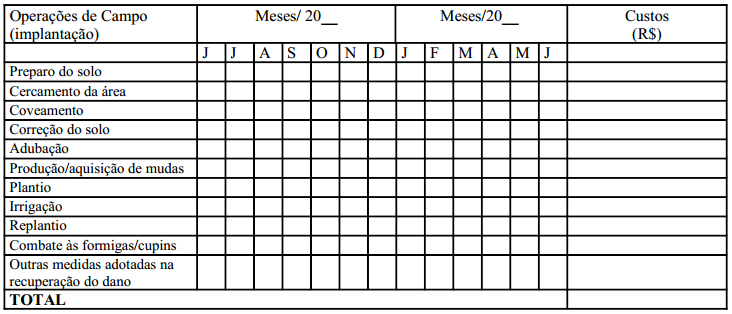 Operações de Campo (implantação) Meses/ 20__ Meses/20__ Custos (R$)
J J A S O N D J F M A M J
Preparo do solo
Cercamento da área
Coveamento
Correção do solo
Adubação
Produção/aquisição de mudas
Plantio
Irrigação
Replantio
Combate às formigas/cupins
Outras medidas adotadas na
recuperação do dano
TOTAL